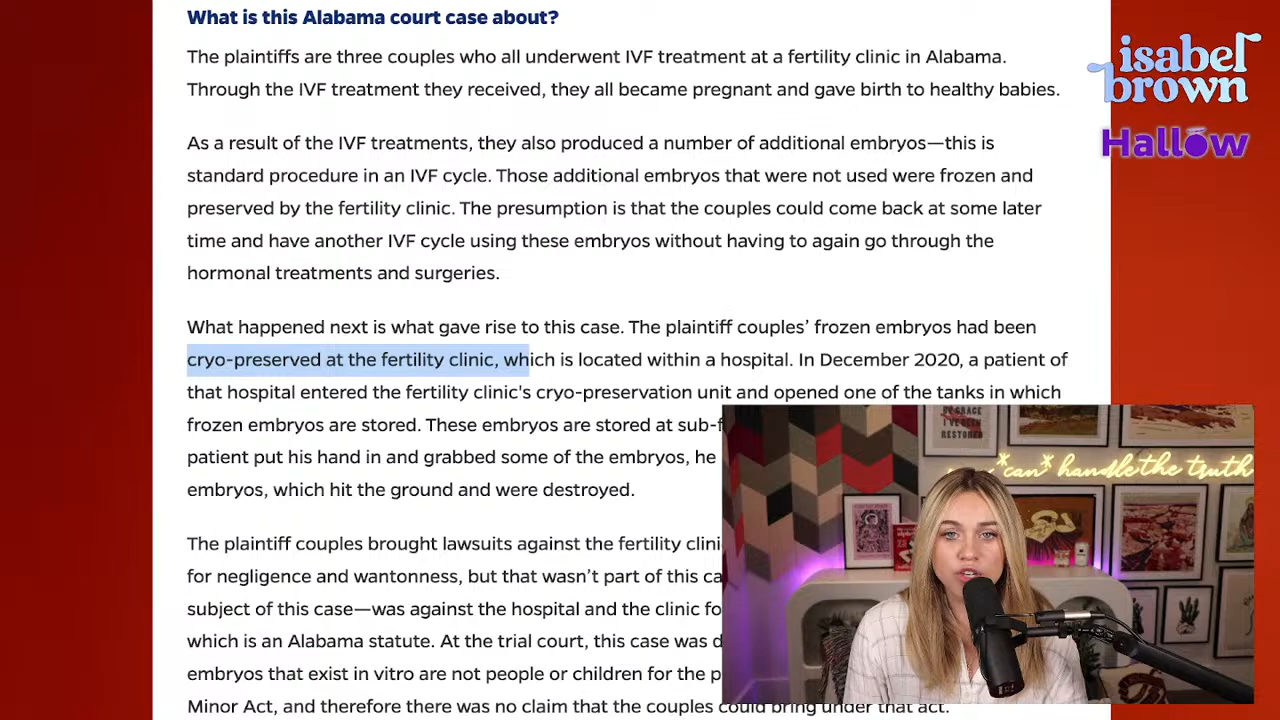 What is this Alabama court case about?
The plaintiffs are three couples who all underwent IVF treatment at a fertility clinic in Alabama.
Through the IVF treatment they received, they all became pregnant and gave birth to healthy babies.
As a result of the IVF treatments, they also produced a number of additional embryos—this is
standard procedure in an IVF cycle. Those additional embryos that were not used were frozen and
preserved by the fertility clinic. The presumption is that the couples could come back at some later
time and have another IVF cycle using these embryos without having to again go through the
hormonal treatments and surgeries.
What happened next is what gave rise to this case. The plaintiff couples’ frozen embryos had been
cryo-preserved at the fertility clinic, which is located within a hospital. In December 2020, a patient of
that hospital entered the fertility clinic's cryo-preservation unit and opened one of the tanks in which
frozen embryos are stored. These embryos are stored at sub-f
patient put his hand in and grabbed some of the embryos, he
embryos, which hit the ground and were destroyed.
The plaintiff couples brought lawsuits against the fertility clini
for negligence and wantonness, but that wasn’t part of this ca
subject of this case—was against the hospital and the clinic fo
which is an Alabama statute. At the trial court, this case was d
embryos that exist in vitro are not people or children for the p
Minor Act, and therefore there was no claim that the couples could bring under that act.
isabel
brown
Hallow
GRACE
I'VE BEEN
RESTORED
*can* handle the truth